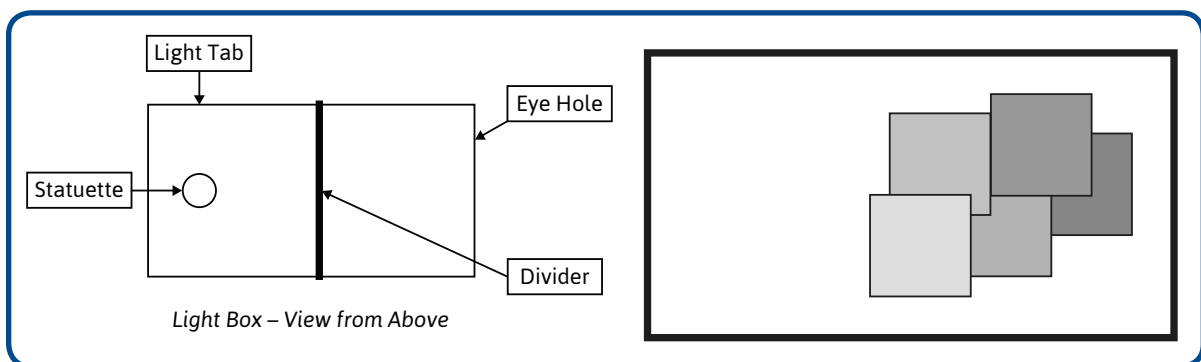 Light Tab
Eye Hole
Statuette
Divider
Light Box – View from Above